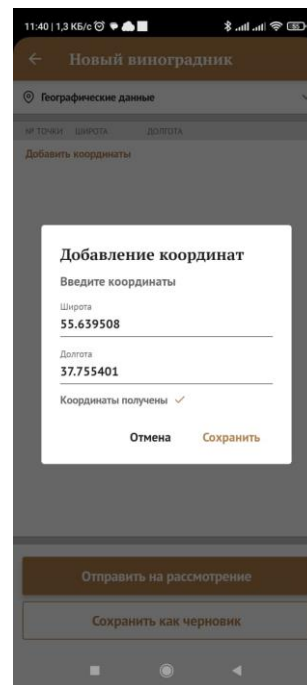 11:40 | 1,3 КБ/с
55
Новый виноградник
Географические данные
№ ТОЧКИ ШИРОТА ДОЛГОТА
Добавить координаты
Добавление координат
Введите координаты
Широта
55.639508
Долгота
37.755401
Координаты получены
Отмена Сохранить
Отправить на рассмотрение
Сохранить как черновик